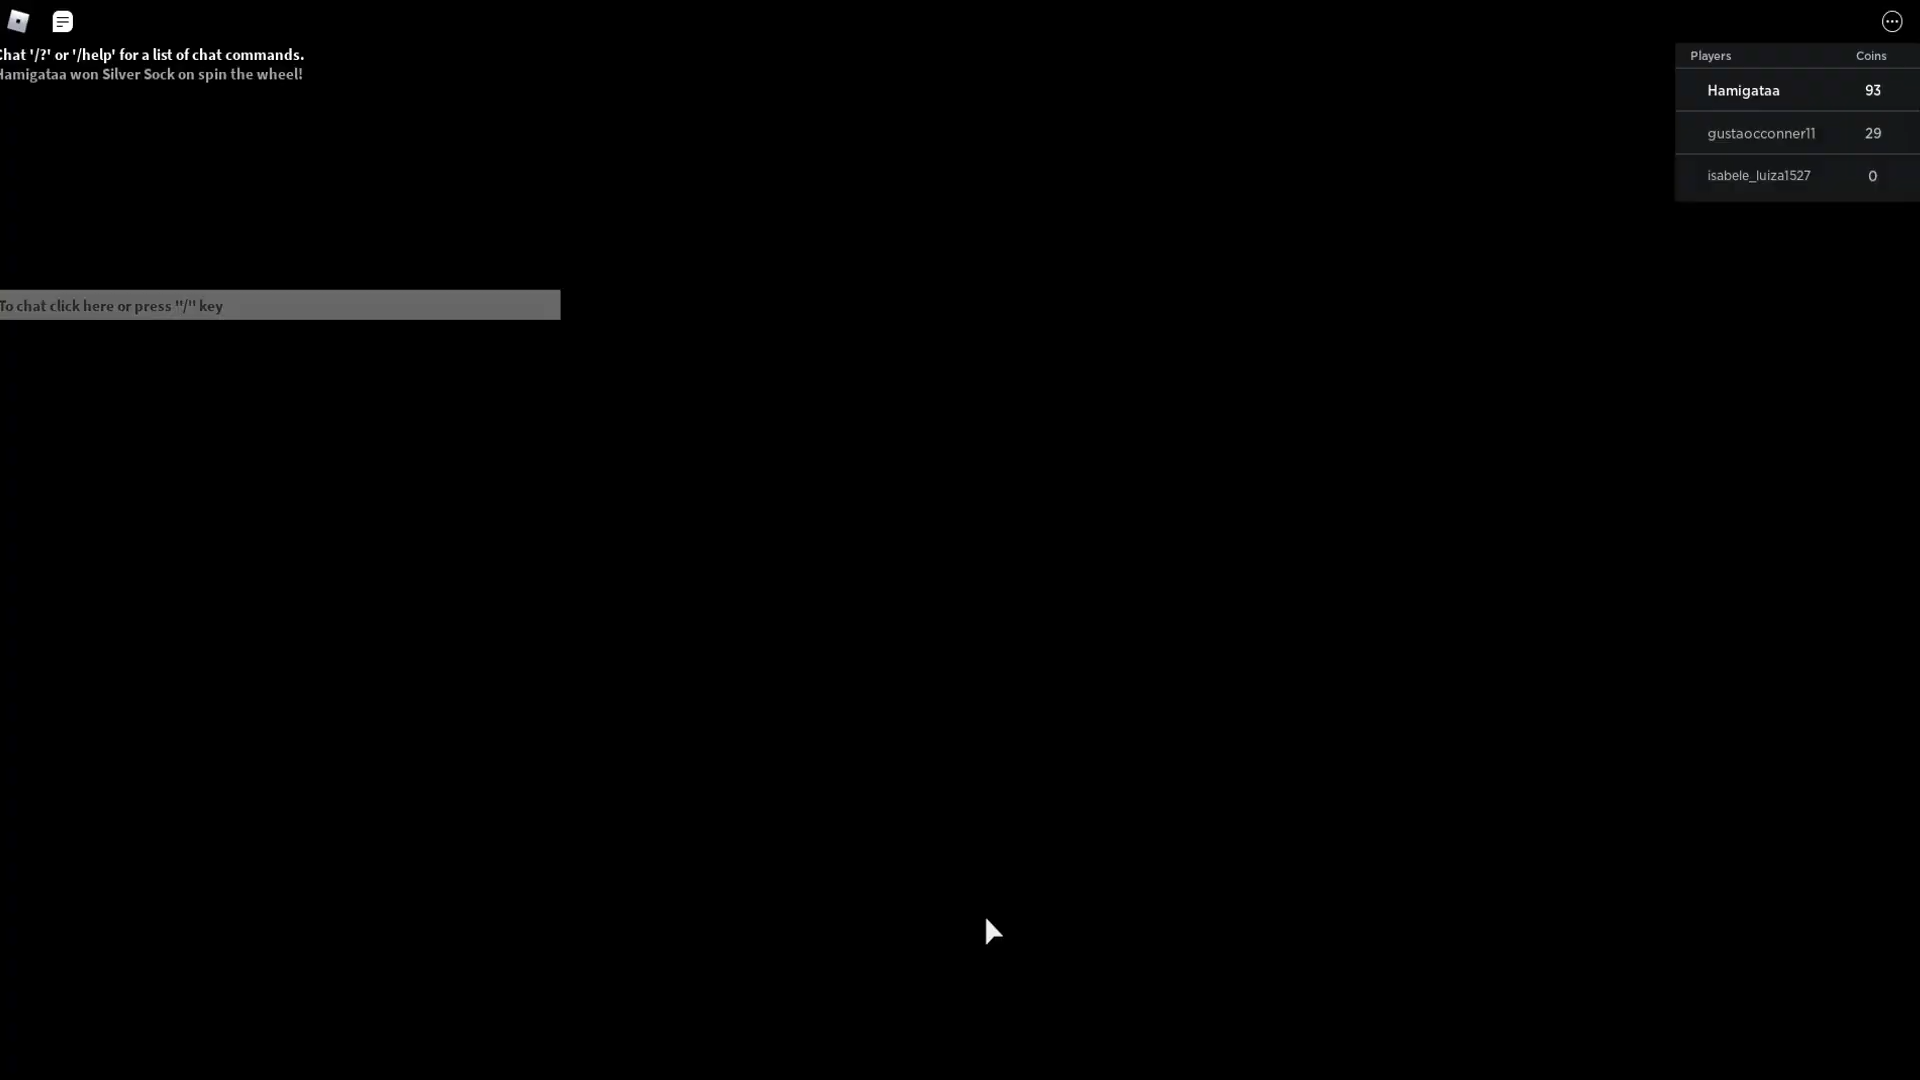 Chat '/?' or '/help' for a list of chat commands.
Hamigataa won Silver Sock on spin the wheel!
To chat click here or press "/" key
Players Coins
Hamigataa 93
gustaocconner11 29
isabele_luiza1527 0